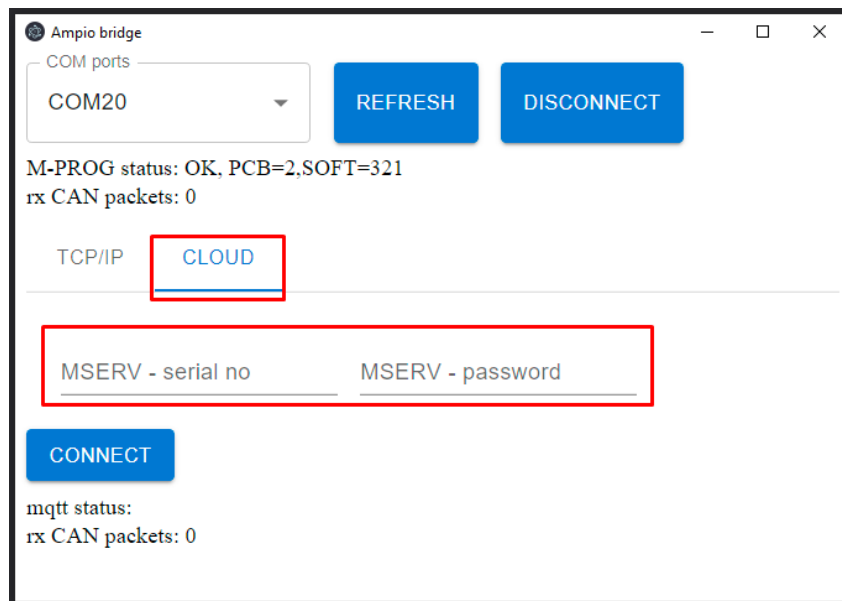 Ampio bridge
COM ports
COM20
REFRESH
DISCONNECT
M-PROG status: OK, PCB=2,SOFT=321
rx CAN packets: 0
TCP/IP
CLOUD
MSERV - serial no
MSERV - password
CONNECT
mqtt status:
rx CAN packets: 0